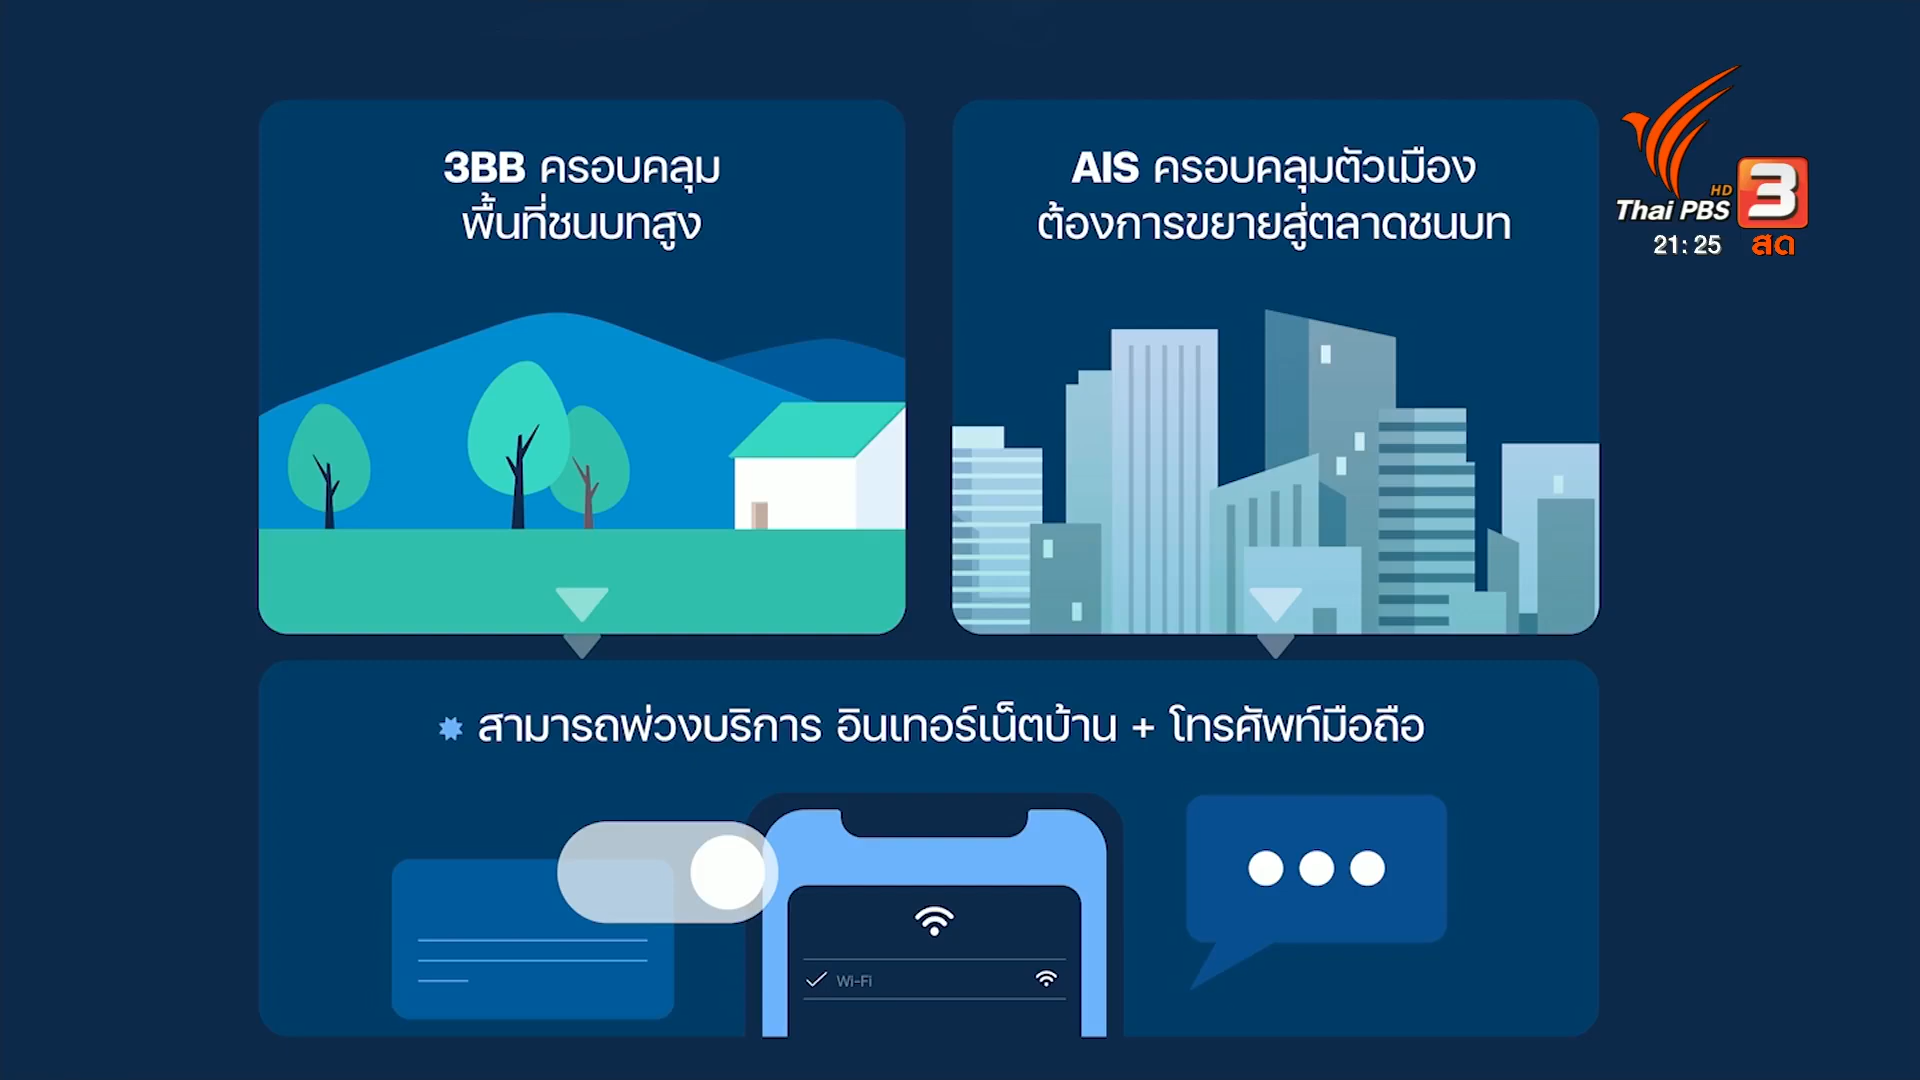 3BB ครอบคลุม
พื้นที่ชนบทสูง
AIS ครอบคลุมตัวเมือง
ต้องการขยายสู่ตลาดชนบท
HD
Thai PBS 3
21:25 สด
สามารถพ่วงบริการ อินเทอร์เน็ตบ้าน + โทรศัพท์มือถือ
Wi-Fi